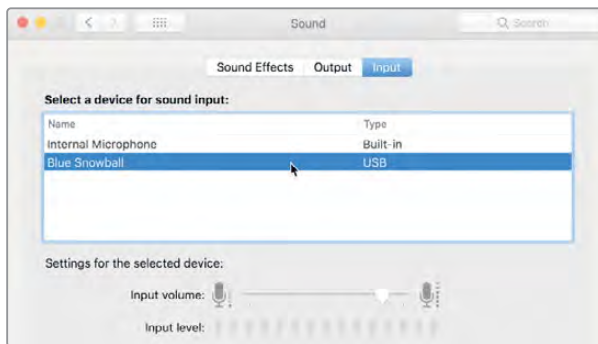 Sound
Search
Sound Effects Output Input
Select a device for sound input:
Name Type
Internal Microphone Built-in
Blue Snowball USB
Settings for the selected device:
Input volume:
Input level: